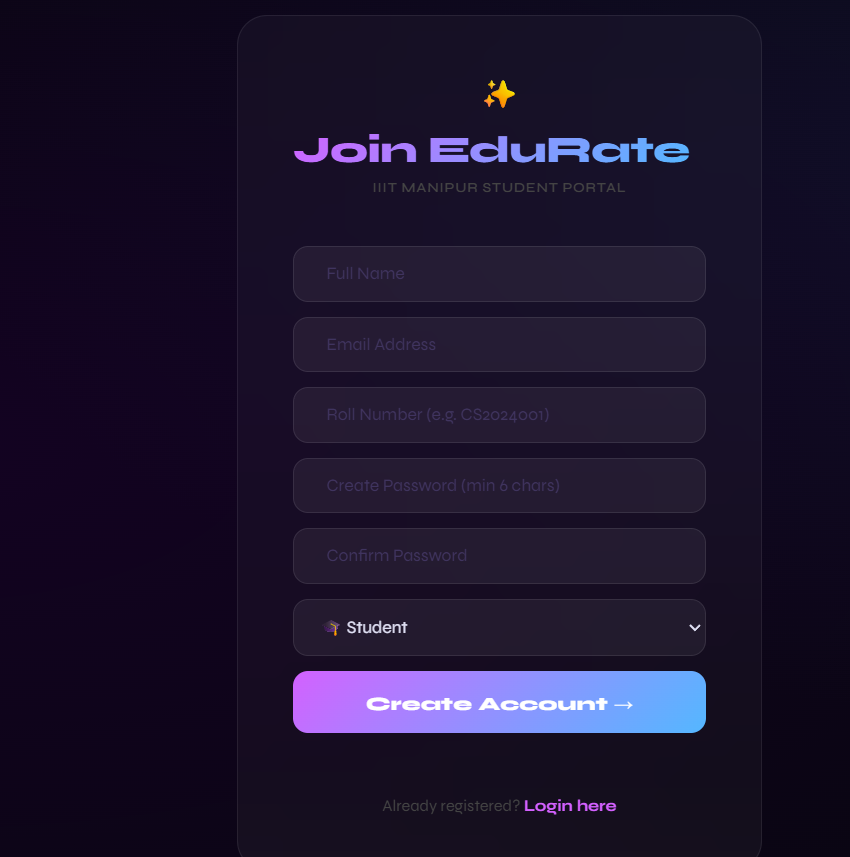 Join EduRate
IIIT MANIPUR STUDENT PORTAL
Full Name
Email Address
Roll Number (e.g. CS2024001)
Create Password (min 6 chars)
Confirm Password
Student
Create Account →
Already registered? Login here